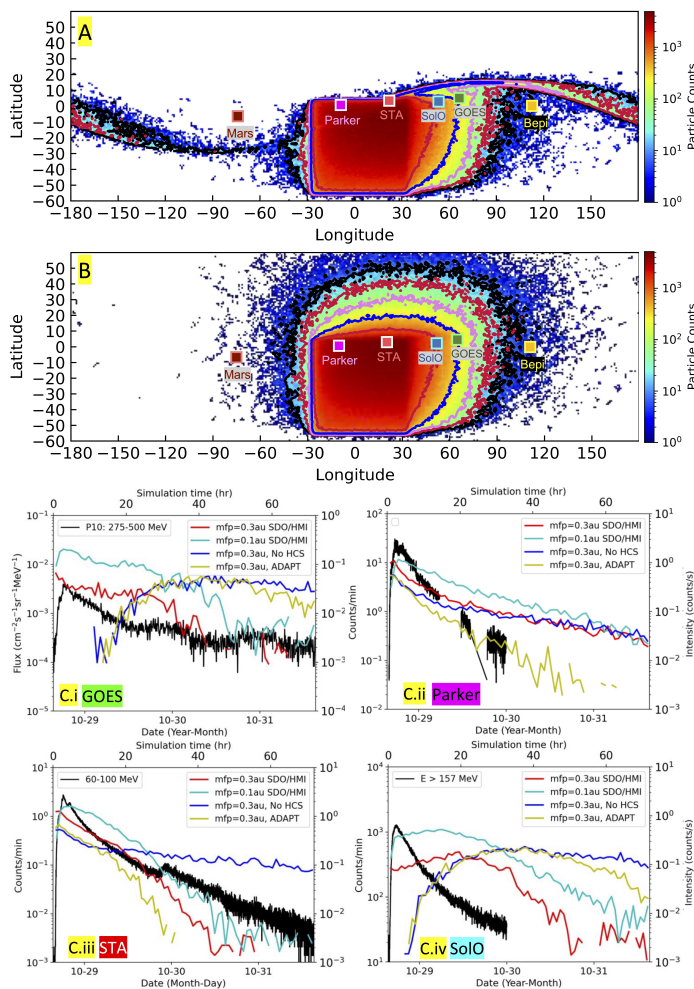 A
60
50
40
30
20
10
0
−10
−20
−30
−40
−50
−60
Latitude
−180 −150 −120 −90 −60 −30 0 30 60 90 120 150
Longitude
Mars
Parker
STA
SolO
GOES
Bepi
10³
10²
10¹
10⁰
Particle Counts
B
60
50
40
30
20
10
0
−10
−20
−30
−40
−50
−60
Latitude
−180 −150 −120 −90 −60 −30 0 30 60 90 120 150
Longitude
Mars
Parker
STA
SolO
GOES
Bepi
10³
10²
10¹
10⁰
Particle Counts
Simulation time (hr)
0 20 40 60
P10: 275-500 MeV
mfp=0.3au SDO/HMI
mfp=0.1au SDO/HMI
mfp=0.3au, No HCS
mfp=0.3au, ADAPT
10⁻¹
10⁻²
10⁻³
10⁻⁴
10⁻⁵
Flux (cm⁻²s⁻¹sr⁻¹MeV⁻¹)
10⁰
10⁻¹
10⁻²
10⁻³
10⁻⁴
C.i GOES
10-29 10-30 10-31
Date (Year-Month)
Simulation time (hr)
0 20 40 60
mfp=0.3au SDO/HMI
mfp=0.1au SDO/HMI
mfp=0.3au, No HCS
mfp=0.3au, ADAPT
10²
10¹
10⁰
10⁻¹
10⁻²
Counts/min
10¹
10⁰
10⁻¹
10⁻²
10⁻³
Intensity (counts/s)
C.ii Parker
10-29 10-30 10-31
Date (Year-Month)
Simulation time (hr)
0 20 40 60
60-100 MeV
mfp=0.3au SDO/HMI
mfp=0.1au SDO/HMI
mfp=0.3au, No HCS
mfp=0.3au, ADAPT
10¹
10⁰
10⁻¹
10⁻²
10⁻³
Counts/min
10¹
10⁰
10⁻¹
10⁻²
10⁻³
C.iii STA
10-29 10-30 10-31
Date (Month-Day)
Simulation time (hr)
0 20 40 60
E > 157 MeV
mfp=0.3au SDO/HMI
mfp=0.1au SDO/HMI
mfp=0.3au, No HCS
mfp=0.3au, ADAPT
10⁴
10³
10²
10¹
Counts/min
10¹
10⁰
10⁻¹
10⁻²
10⁻³
Intensity (counts/s)
C.iv SolO
10-29 10-30 10-31
Date (Year-Month)